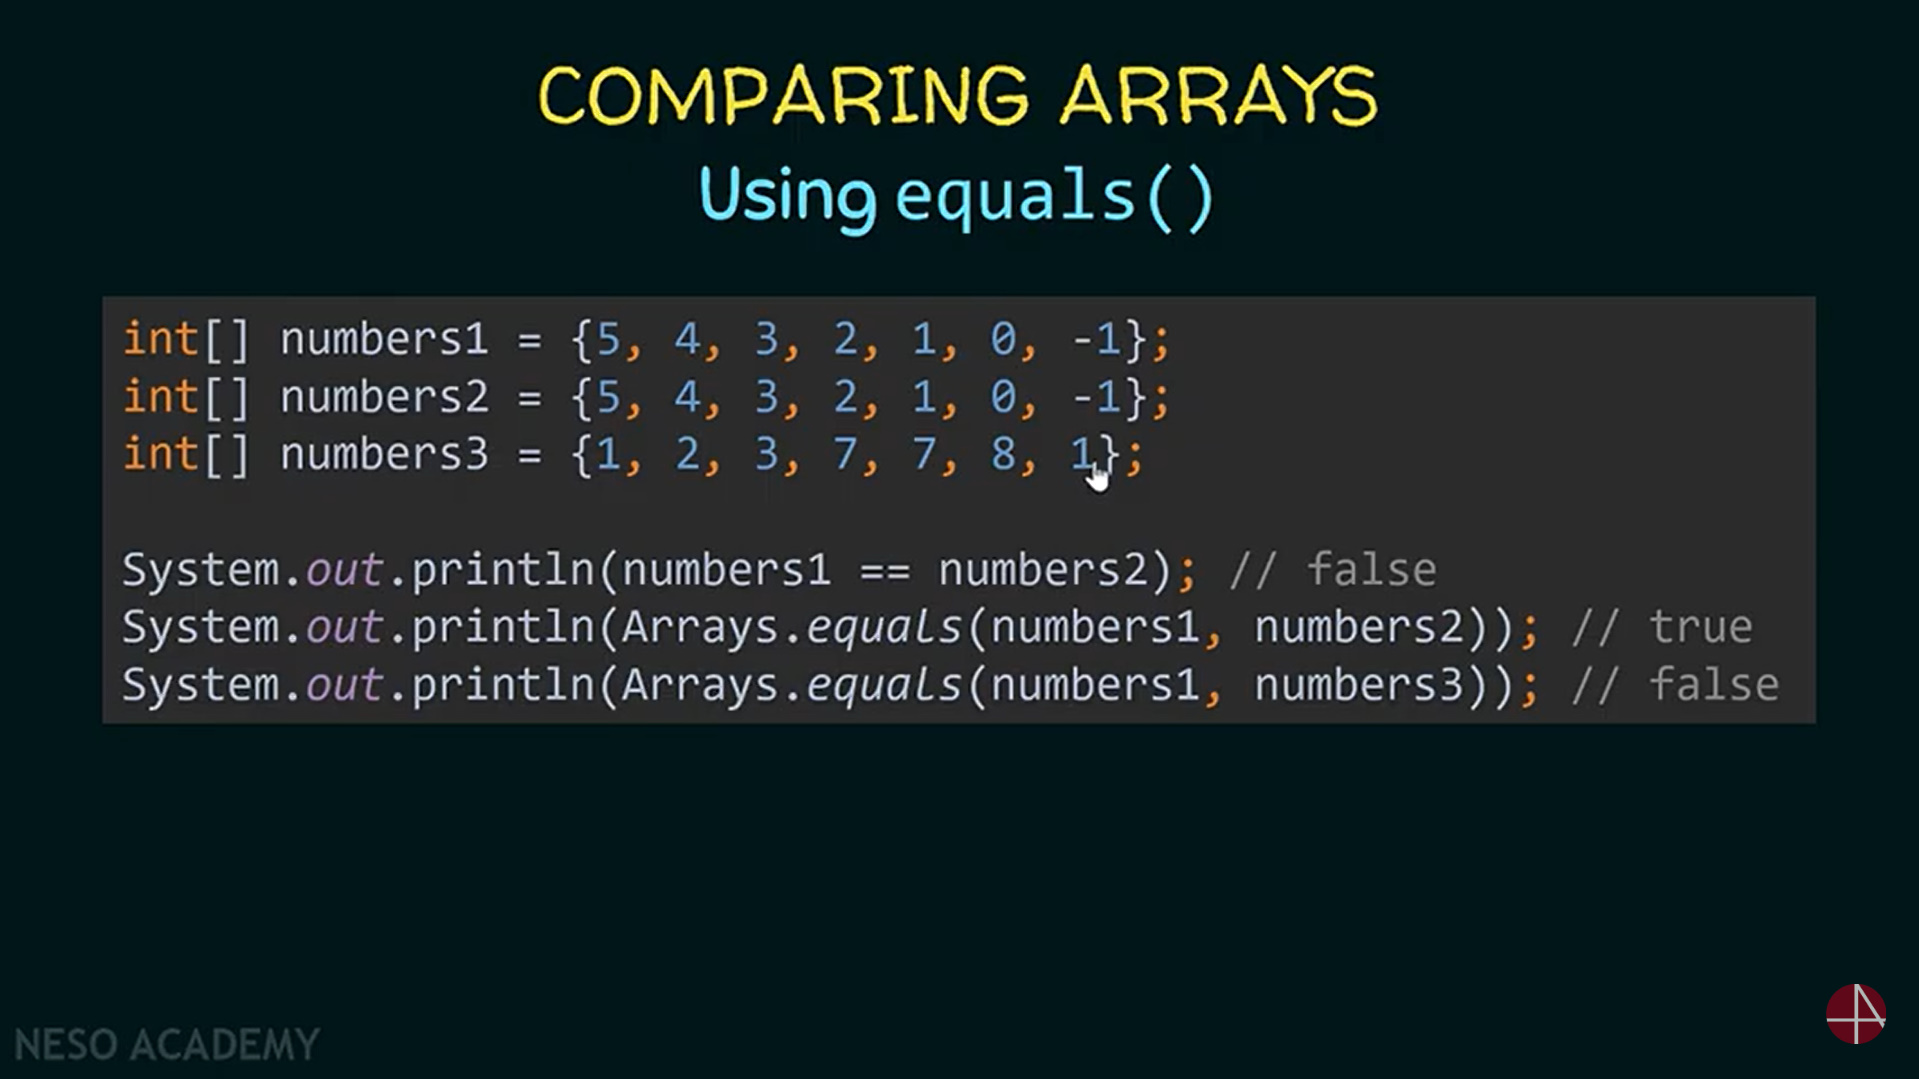 COMPARING ARRAYS
Using equals()
int[] numbers1 = {5, 4, 3, 2, 1, 0, -1};
int[] numbers2 = {5, 4, 3, 2, 1, 0, -1};
int[] numbers3 = {1, 2, 3, 7, 7, 8, 1};
System.out.println(numbers1 == numbers2); // false
System.out.println(Arrays.equals(numbers1, numbers2)); // true
System.out.println(Arrays.equals(numbers1, numbers3)); // false
NESO ACADEMY